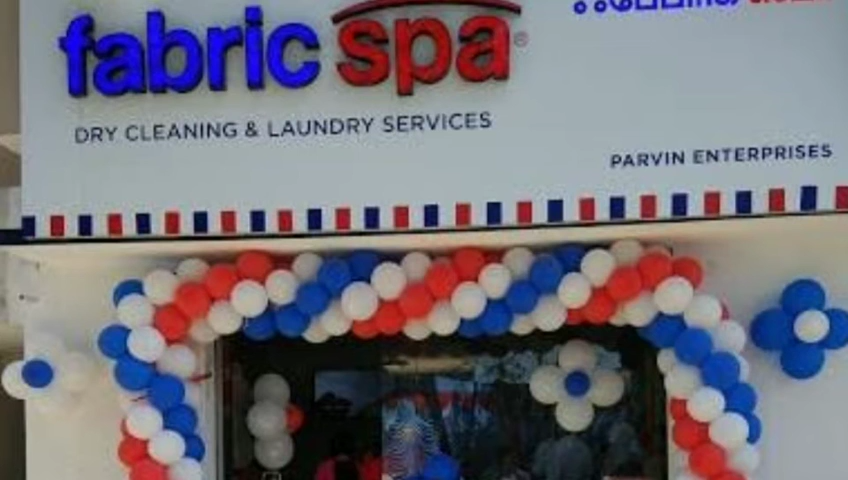 fabric spa®
DRY CLEANING & LAUNDRY SERVICES
PARVIN ENTERPRISES